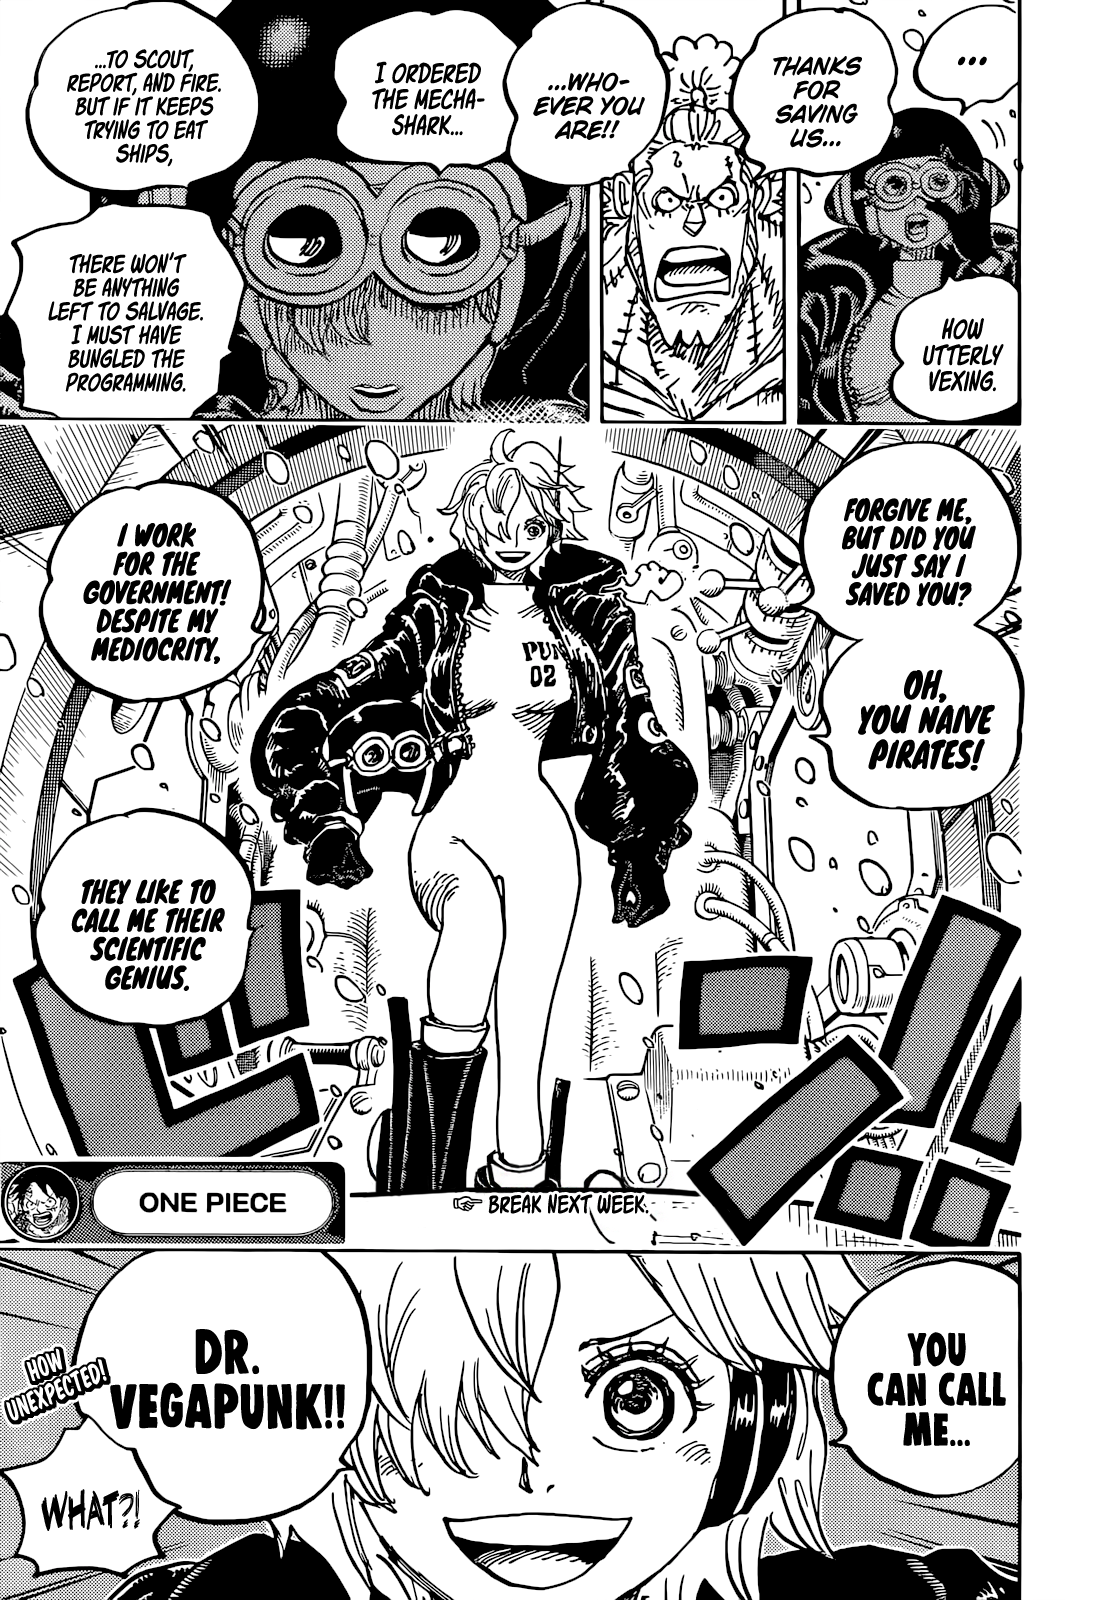 ...
THANKS
FOR
SAVING
US...
HOW
UTTERLY
VEXING.
...WHO-
EVER YOU
ARE!!
I ORDERED
THE MECHA-
SHARK...
...TO SCOUT,
REPORT, AND FIRE.
BUT IF IT KEEPS
TRYING TO EAT
SHIPS,
THERE WON'T
BE ANYTHING
LEFT TO SALVAGE.
I MUST HAVE
BUNGLED THE
PROGRAMMING.
FORGIVE ME,
BUT DID YOU
JUST SAY I
SAVED YOU?
OH,
YOU NAIVE
PIRATES!
I WORK
FOR THE
GOVERNMENT!
DESPITE MY
MEDIOCRITY,
PUN
02
THEY LIKE TO
CALL ME THEIR
SCIENTIFIC
GENIUS.
ドン!!
ONE PIECE
☞ BREAK NEXT WEEK.
YOU
CAN CALL
ME...
DR.
VEGAPUNK!!
HOW
UNEXPECTED!
WHAT?!